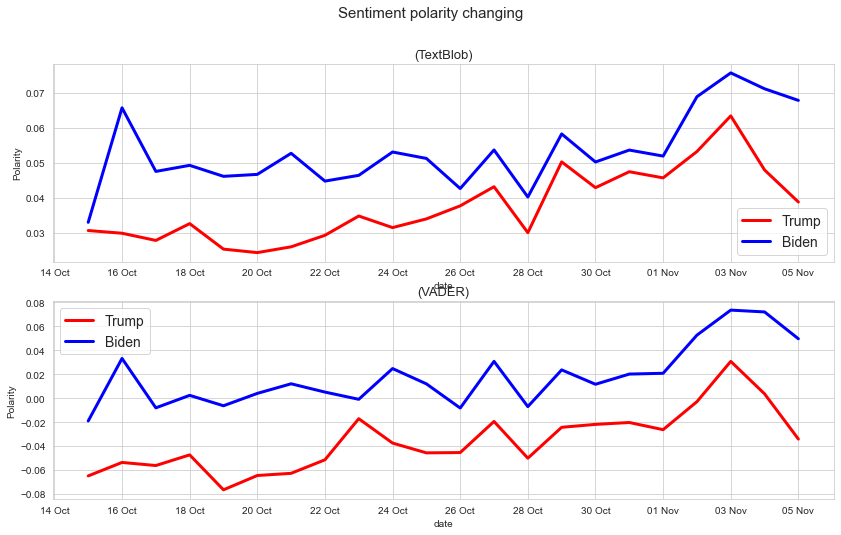 Sentiment polarity changing
(TextBlob)
Polarity
0.07
0.06
0.05
0.04
0.03
Trump
Biden
14 Oct 16 Oct 18 Oct 20 Oct 22 Oct 24 Oct 26 Oct 28 Oct 30 Oct 01 Nov 03 Nov 05 Nov
date
(VADER)
Polarity
0.08
0.06
0.04
0.02
0.00
−0.02
−0.04
−0.06
−0.08
Trump
Biden
14 Oct 16 Oct 18 Oct 20 Oct 22 Oct 24 Oct 26 Oct 28 Oct 30 Oct 01 Nov 03 Nov 05 Nov
date